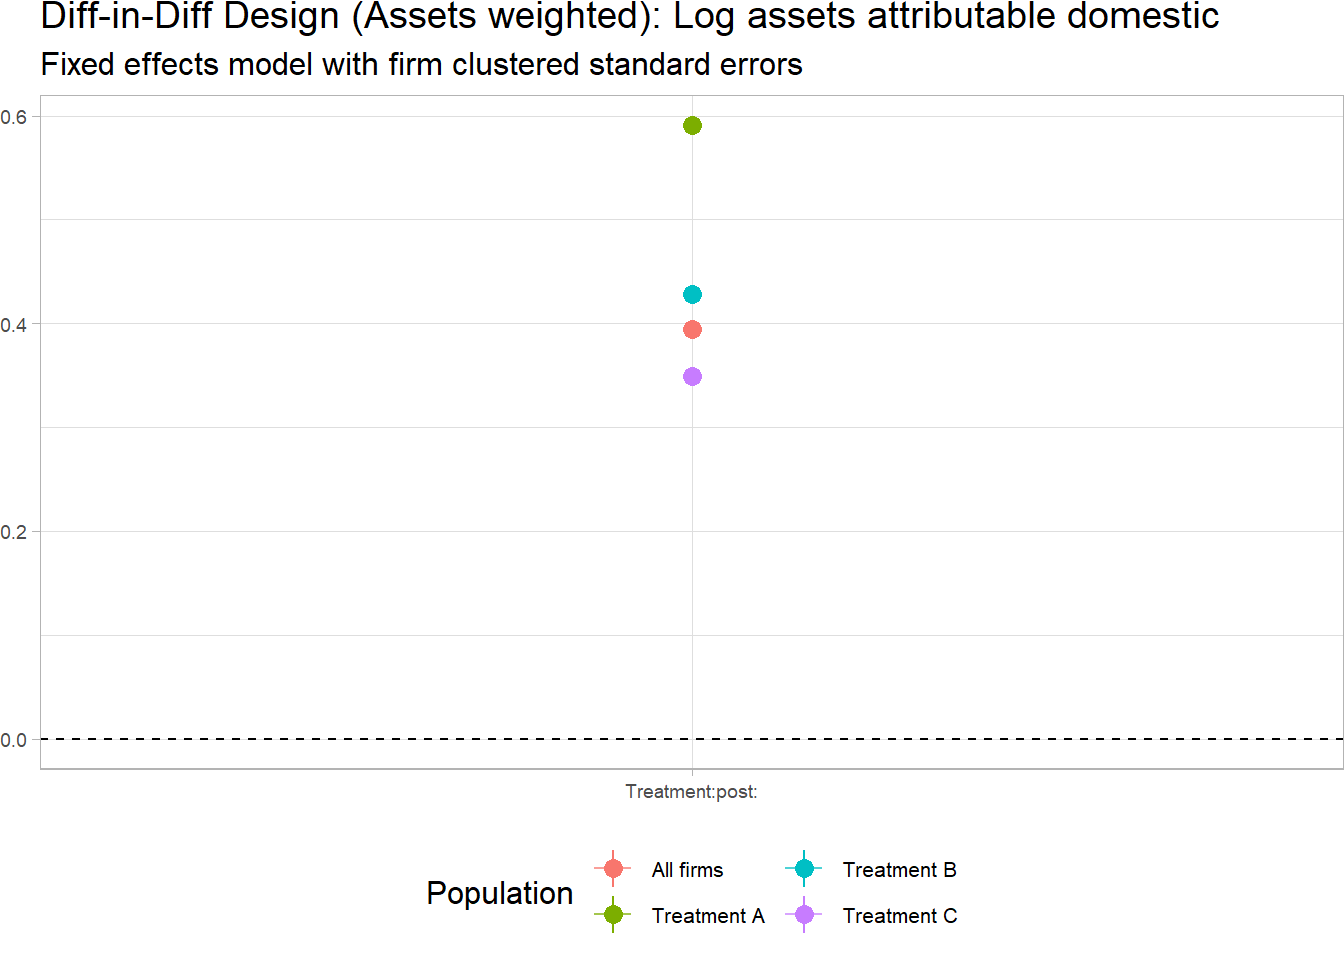 Diff-in-Diff Design (Assets weighted): Log assets attributable domestic
Fixed effects model with firm clustered standard errors
0.6
0.4
0.2
0.0
Treatment:post:
Population
All firms
Treatment B
Treatment A
Treatment C